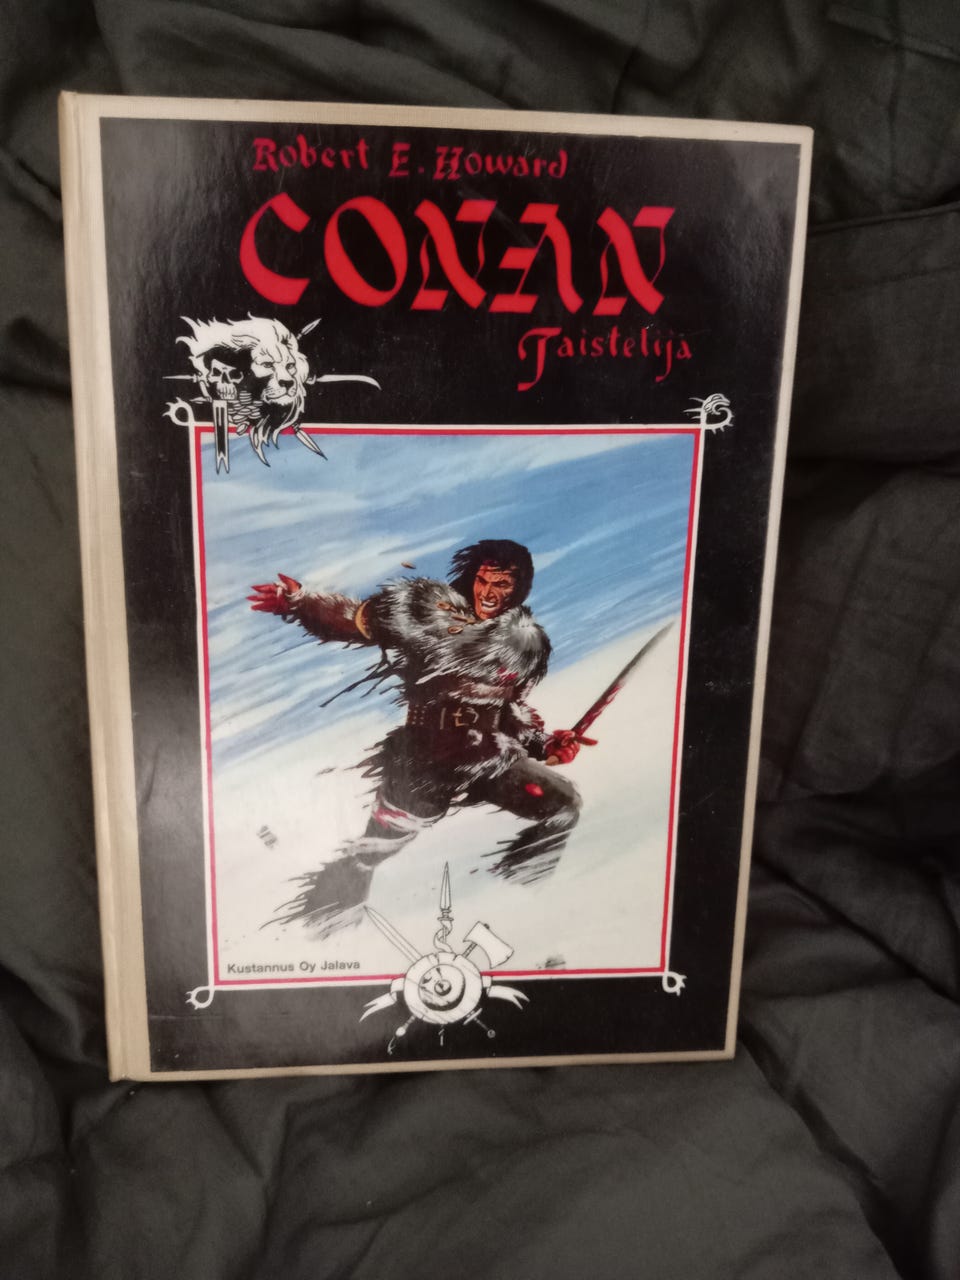 Robert E. Howard
CONAN
Taistelija
Kustannus Oy Jalava